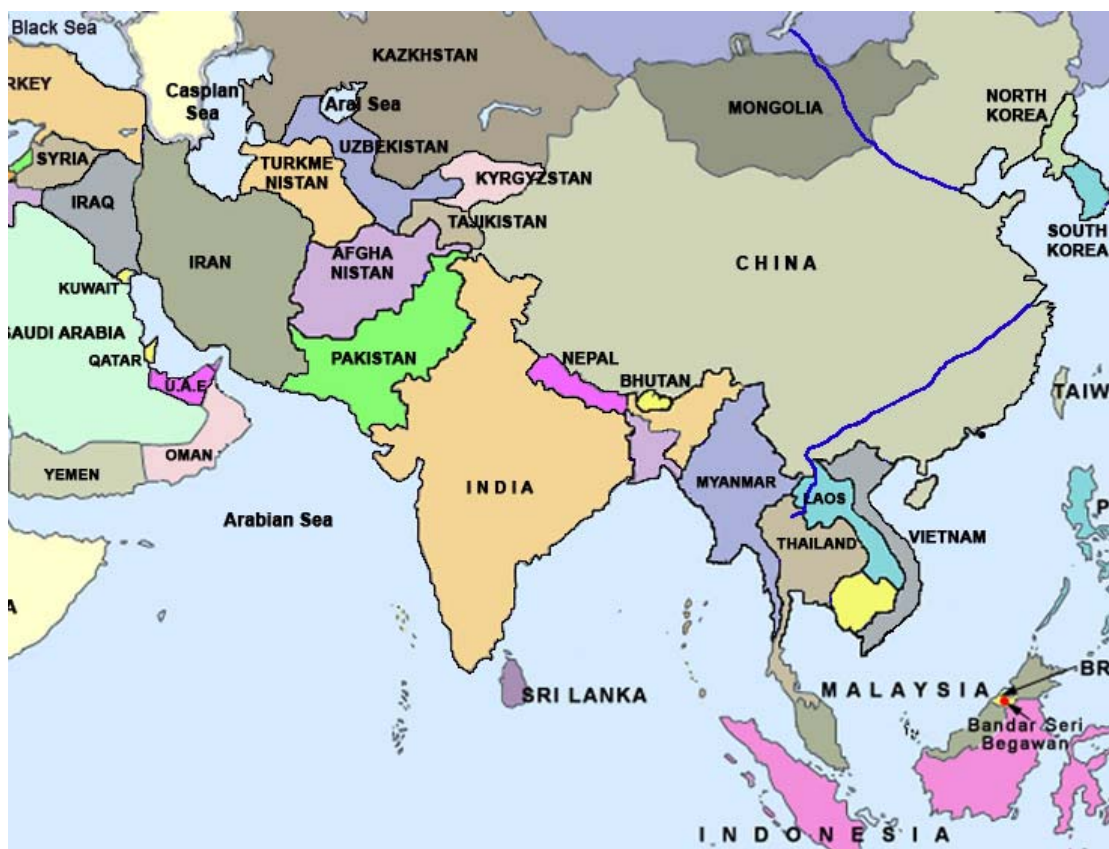 Black Sea
KAZKHSTAN
Caspian
Sea
Aral Sea
RKEY
MONGOLIA
NORTH
KOREA
UZBEKISTAN
SYRIA
TURKME
NISTAN
KYRGYZSTAN
IRAQ
TAJIKISTAN
SOUTH
KOREA
IRAN
AFGHA
NISTAN
CHINA
KUWAIT
SAUDI ARABIA
QATAR
PAKISTAN
NEPAL
BHUTAN
U.A.E
TAIW
OMAN
YEMEN
INDIA
MYANMAR
LAOS
P
Arabian Sea
THAILAND
VIETNAM
A
SRI LANKA
MALAYSIA
BR
Bandar Seri
Begawan
INDONESIA